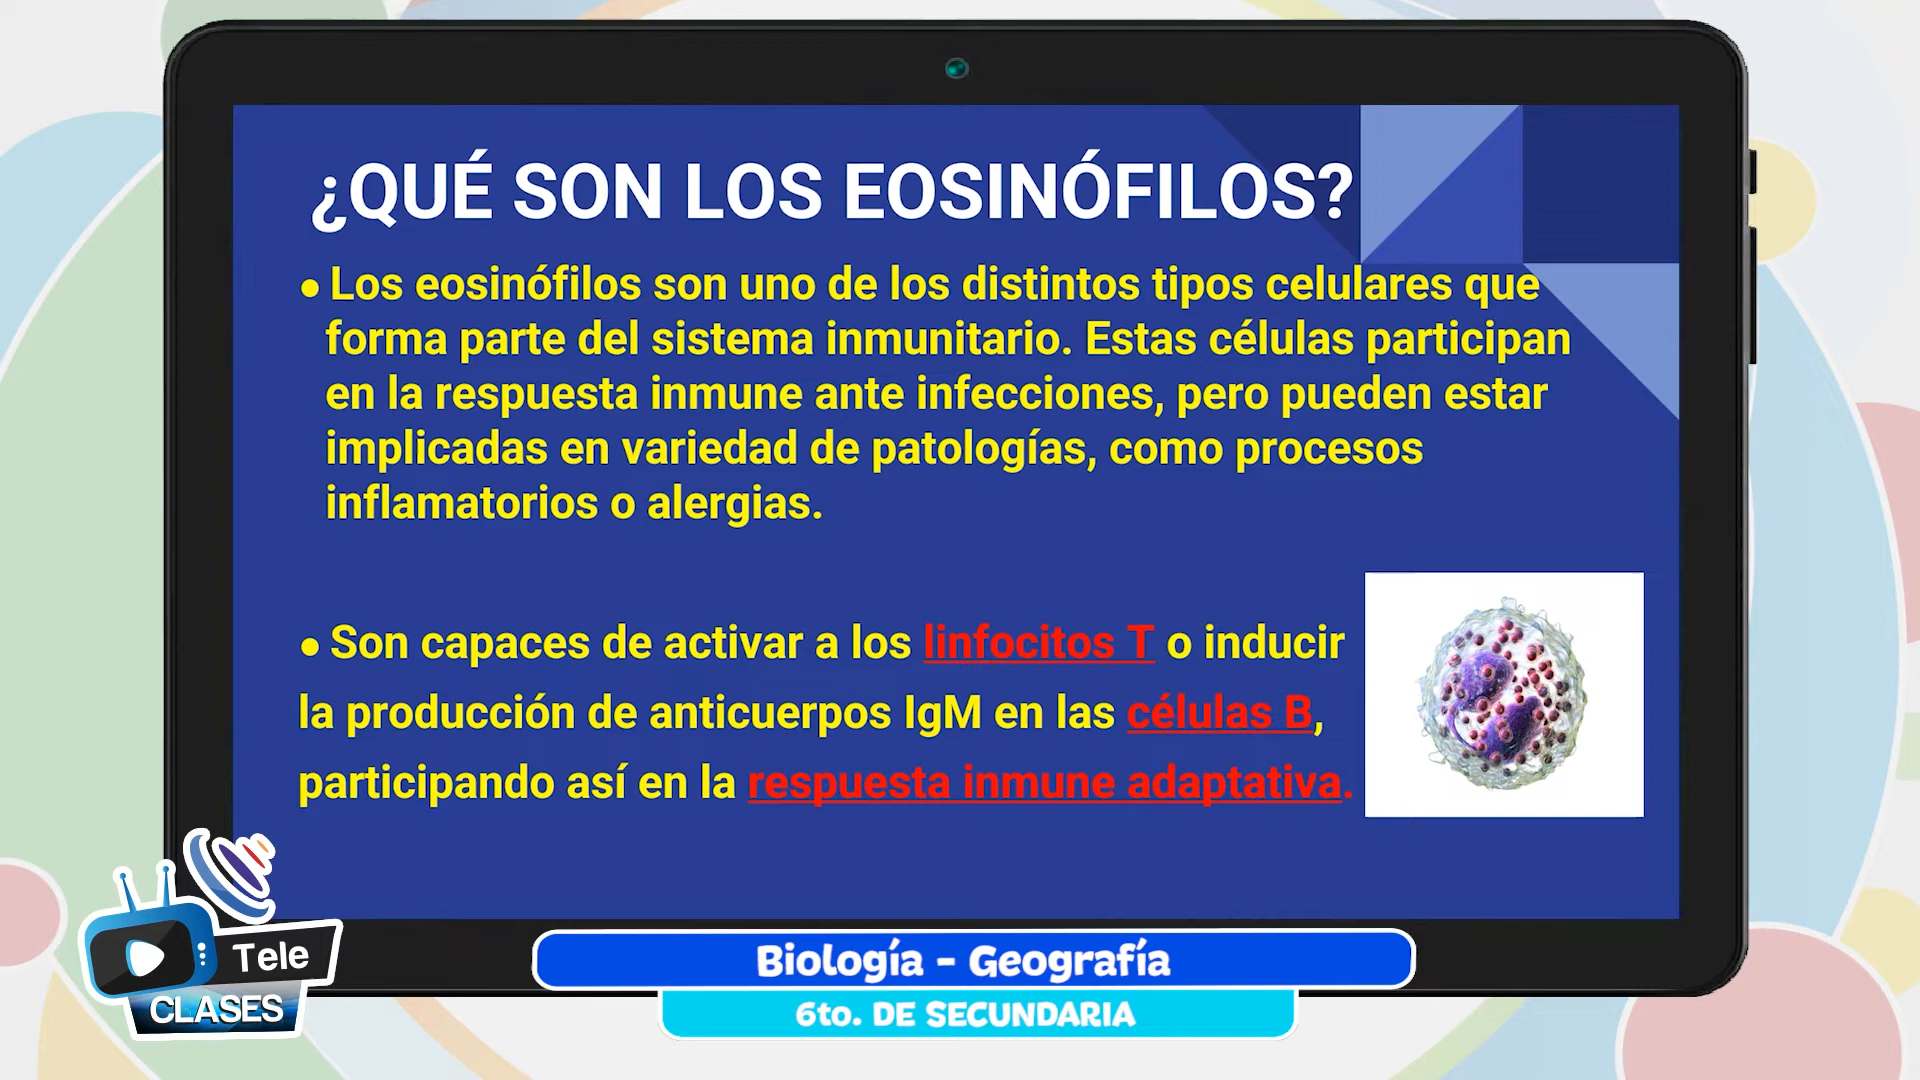 ¿QUÉ SON LOS EOSINÓFILOS?
● Los eosinófilos son uno de los distintos tipos celulares que
forma parte del sistema inmunitario. Estas células participan
en la respuesta inmune ante infecciones, pero pueden estar
implicadas en variedad de patologías, como procesos
inflamatorios o alergias.
● Son capaces de activar a los linfocitos T o inducir
la producción de anticuerpos IgM en las células B,
participando así en la respuesta inmune adaptativa.
Tele
CLASES
Biología - Geografía
6to. DE SECUNDARIA